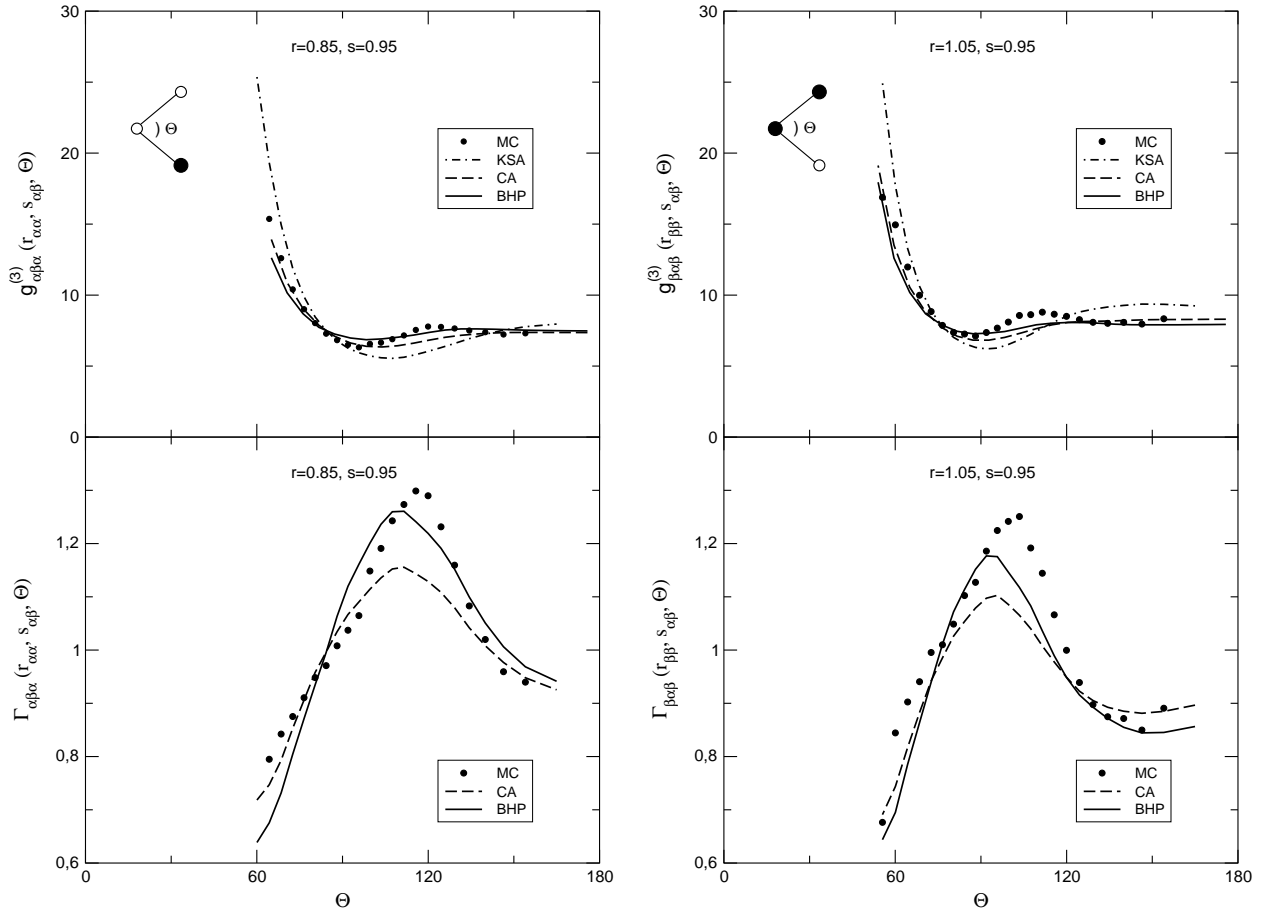 30
20
10
0
r=0.85, s=0.95
) Θ
MC
KSA
CA
BHP
g(3)αβα (rαα, sαβ, Θ)
30
20
10
0
r=1.05, s=0.95
) Θ
MC
KSA
CA
BHP
g(3)βαβ (rββ, sαβ, Θ)
1,2
1
0,8
0,6
r=0.85, s=0.95
MC
CA
BHP
Γαβα (rαα, sαβ, Θ)
0 60 120 180
Θ
1,2
1
0,8
0,6
r=1.05, s=0.95
MC
CA
BHP
Γβαβ (rββ, sαβ, Θ)
0 60 120 180
Θ